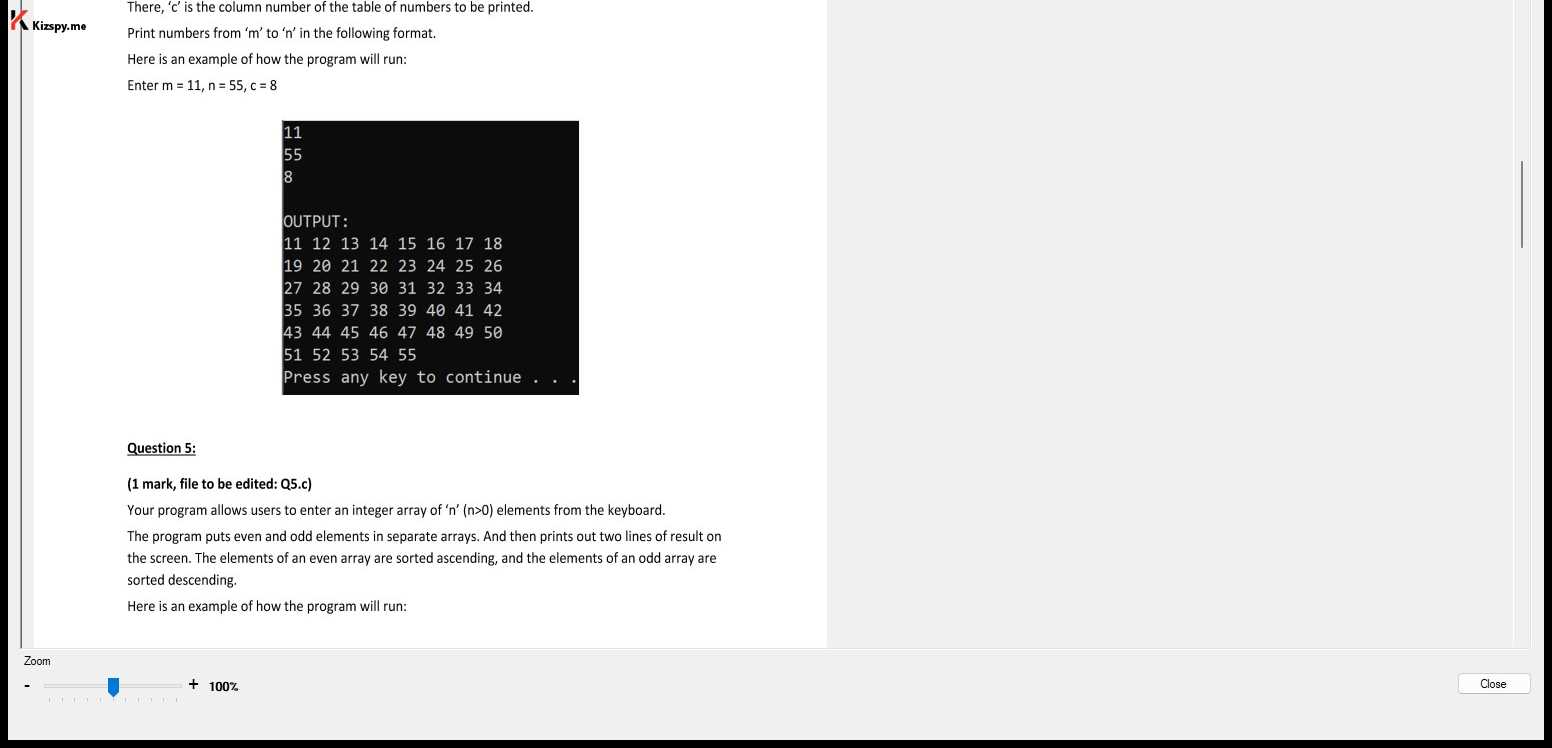 There, ‘c’ is the column number of the table of numbers to be printed.
Kizspy.me
Print numbers from ‘m’ to ‘n’ in the following format.
Here is an example of how the program will run:
Enter m = 11, n = 55, c = 8
11
55
8
OUTPUT:
11 12 13 14 15 16 17 18
19 20 21 22 23 24 25 26
27 28 29 30 31 32 33 34
35 36 37 38 39 40 41 42
43 44 45 46 47 48 49 50
51 52 53 54 55
Press any key to continue . . .
Question 5:
(1 mark, file to be edited: Q5.c)
Your program allows users to enter an integer array of ‘n’ (n>0) elements from the keyboard.
The program puts even and odd elements in separate arrays. And then prints out two lines of result on
the screen. The elements of an even array are sorted ascending, and the elements of an odd array are
sorted descending.
Here is an example of how the program will run:
Zoom
- + 100%
Close